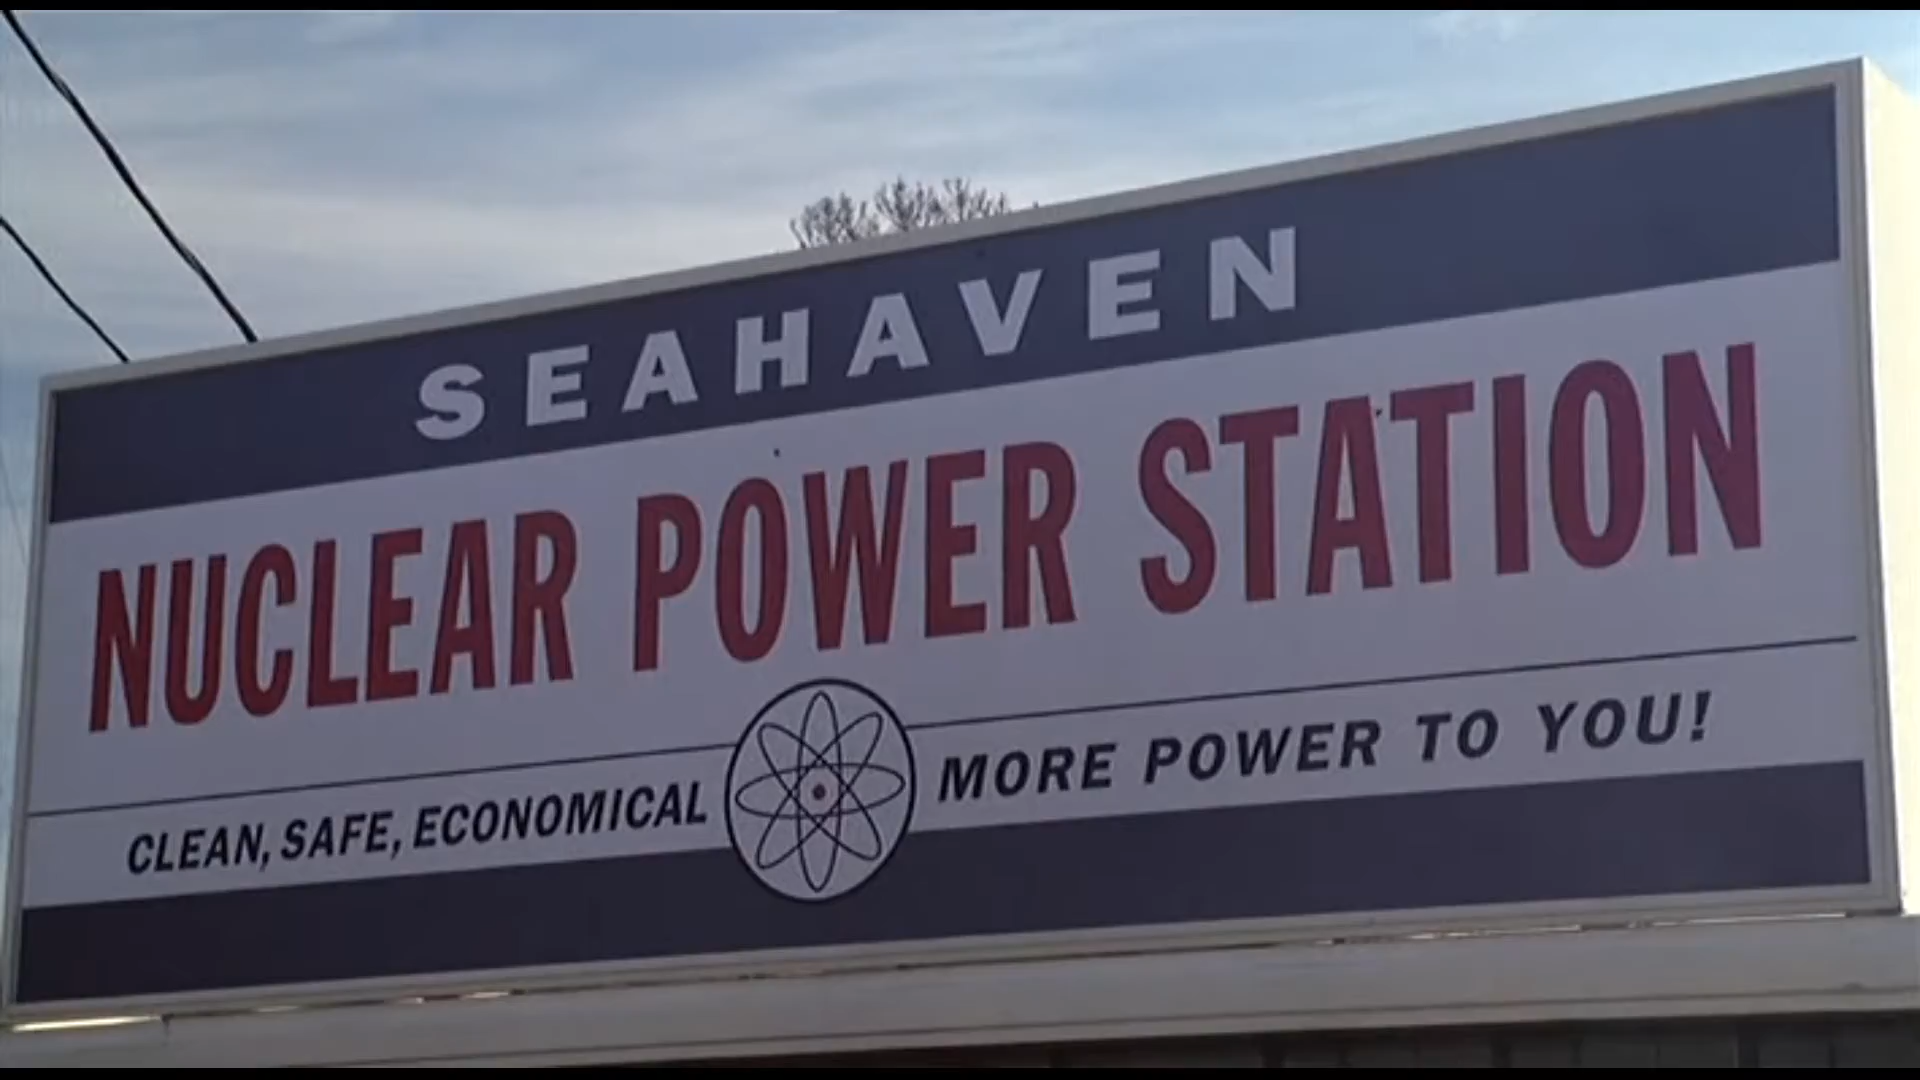 SEAHAVEN
NUCLEAR POWER STATION
CLEAN, SAFE, ECONOMICAL MORE POWER TO YOU!